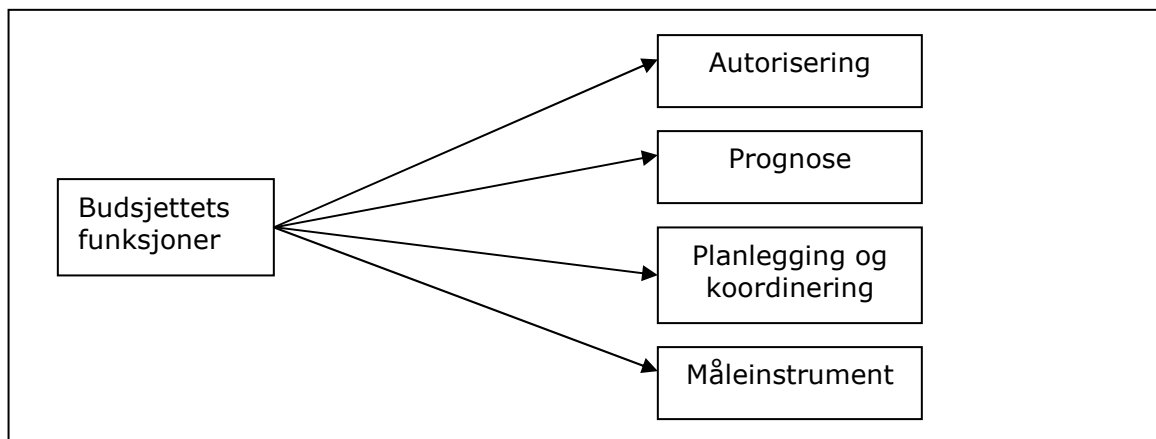 Budsjettets
funksjoner
Autorisering
Prognose
Planlegging og
koordinering
Måleinstrument